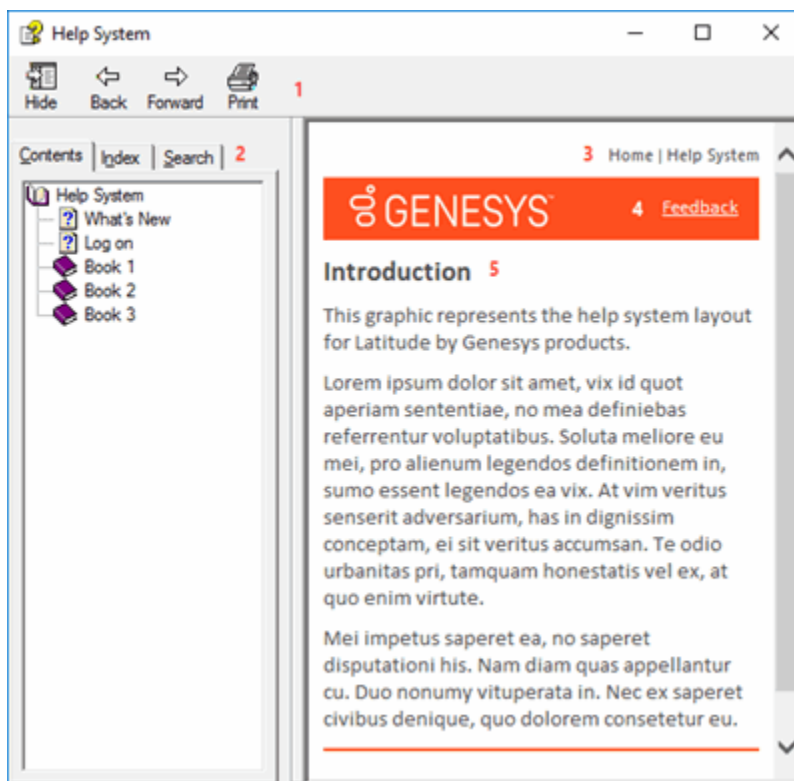 Help System
Hide Back Forward Print 1
Contents Index Search 2
Help System
What's New
Log on
Book 1
Book 2
Book 3
3 Home | Help System
GENESYS™ 4 Feedback
Introduction 5
This graphic represents the help system layout
for Latitude by Genesys products.
Lorem ipsum dolor sit amet, vix id quot
aperiam sententiae, no mea definiebas
referrentur voluptatibus. Soluta meliore eu
mei, pro alienum legendos definitionem in,
sumo essent legendos ea vix. At vim veritus
senserit adversarium, has in dignissim
conceptam, ei sit veritus accumsan. Te odio
urbanitas pri, tamquam honestatis vel ex, at
quo enim virtute.
Mei impetus saperet ea, no saperet
disputationi his. Nam diam quas appellantur
cu. Duo nonumy vituperata in. Nec ex saperet
civibus denique, quo dolorem consetetur eu.